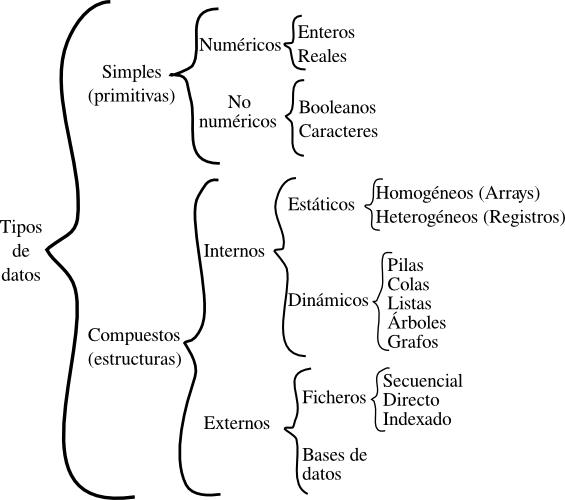 Tipos
de
datos
Simples
(primitivas)
Numéricos
Enteros
Reales
No
numéricos
Booleanos
Caracteres
Compuestos
(estructuras)
Internos
Estáticos
Homogéneos (Arrays)
Heterogéneos (Registros)
Dinámicos
Pilas
Colas
Listas
Árboles
Grafos
Externos
Ficheros
Secuencial
Directo
Indexado
Bases de
datos